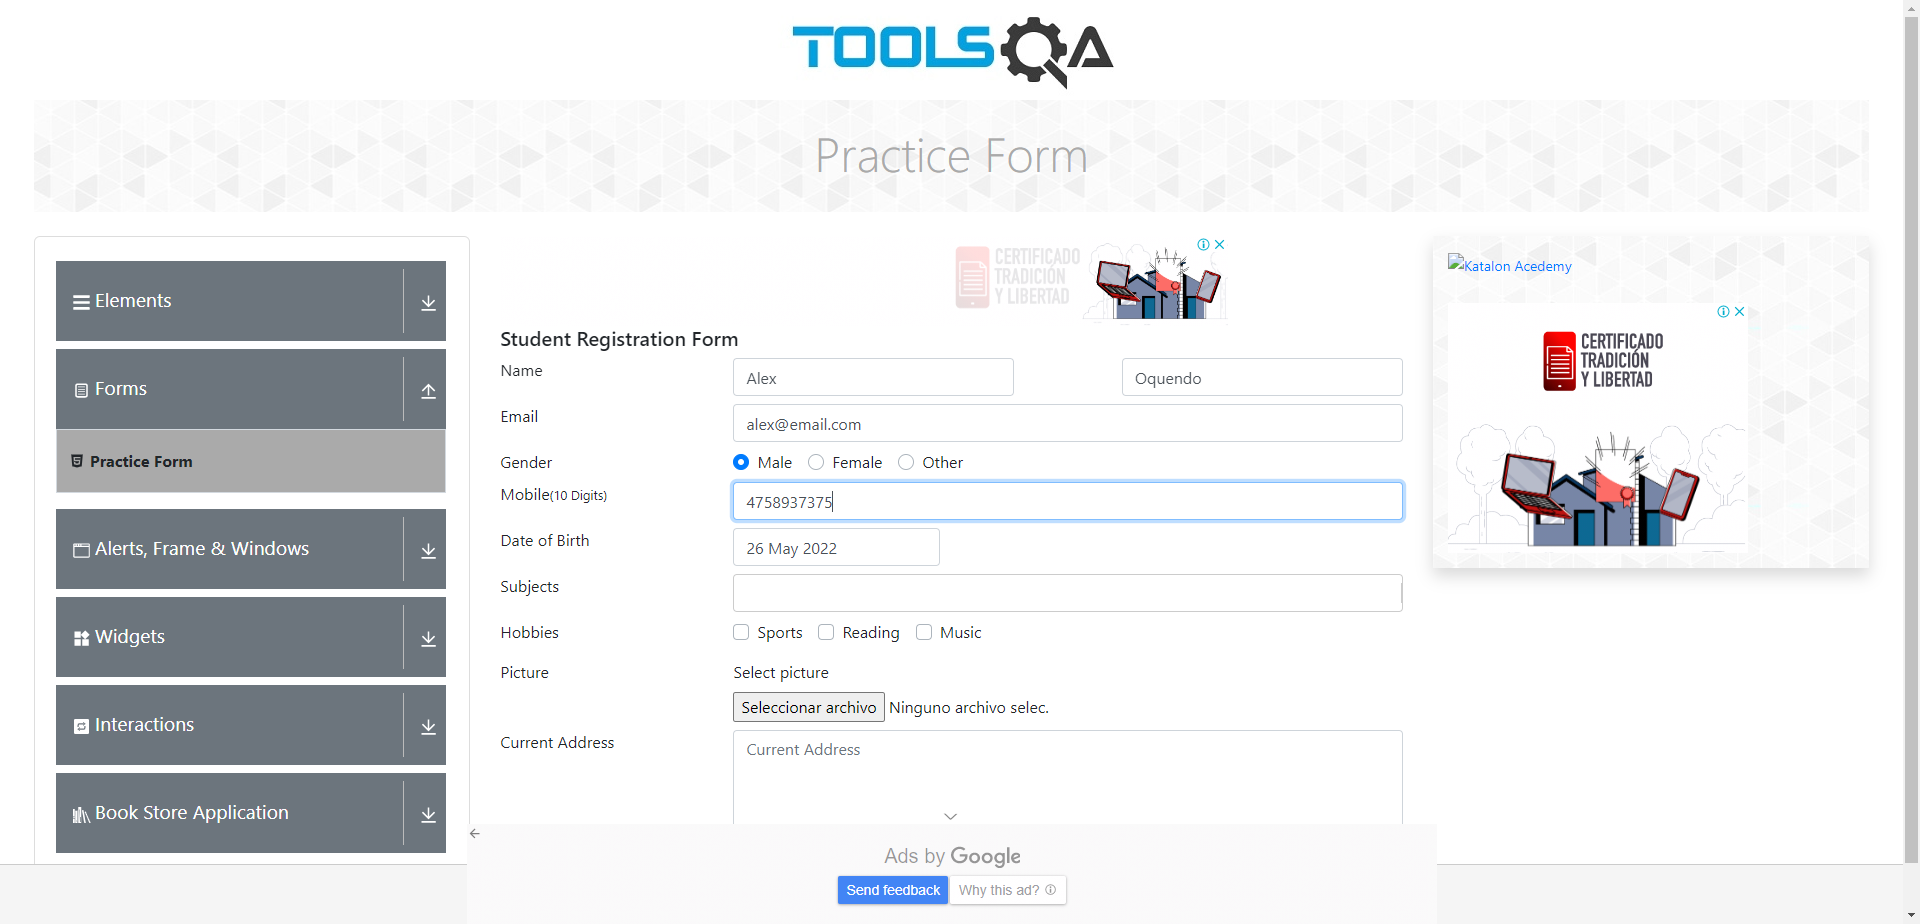 TOOLSQA
Practice Form
Elements
Forms
Practice Form
Alerts, Frame & Windows
Widgets
Interactions
Book Store Application
CERTIFICADO
TRADICIÓN
Y LIBERTAD
Student Registration Form
Name
Alex
Oquendo
Email
alex@email.com
Gender
Male
Female
Other
Mobile(10 Digits)
4758937375
Date of Birth
26 May 2022
Subjects
Hobbies
Sports
Reading
Music
Picture
Select picture
Seleccionar archivo
Ninguno archivo selec.
Current Address
Current Address
Ads by Google
Send feedback
Why this ad?
Katalon Acedemy
CERTIFICADO
TRADICIÓN
Y LIBERTAD